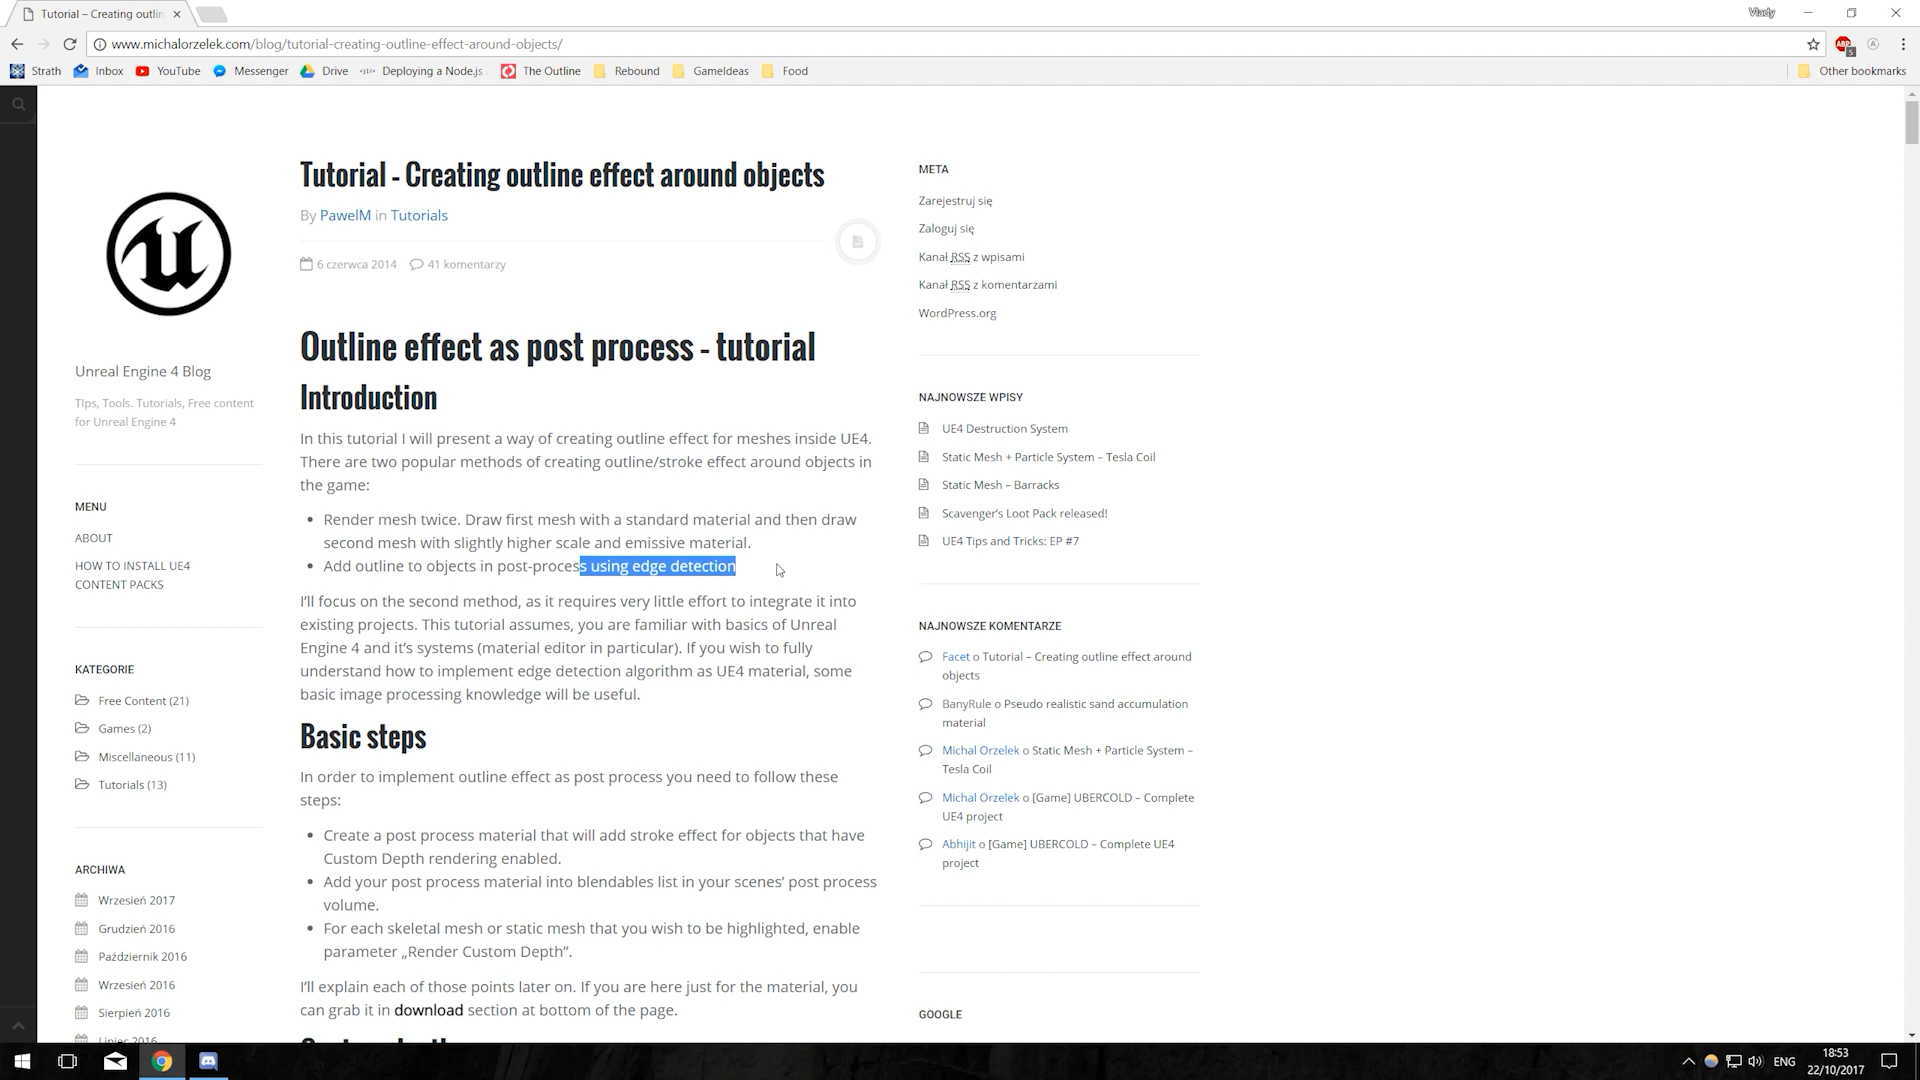 Tutorial – Creating outlin
Vlady
www.michalorzelek.com/blog/tutorial-creating-outline-effect-around-objects/
ABP
5
Strath
Inbox
YouTube
Messenger
Drive
Deploying a Node.js
The Outline
Rebound
GameIdeas
Food
Other bookmarks
Unreal Engine 4 Blog
Tips, Tools. Tutorials, Free content
for Unreal Engine 4
MENU
ABOUT
HOW TO INSTALL UE4
CONTENT PACKS
KATEGORIE
Free Content (21)
Games (2)
Miscellaneous (11)
Tutorials (13)
ARCHIWA
Wrzesień 2017
Grudzień 2016
Październik 2016
Wrzesień 2016
Sierpień 2016
Lipiec 2016
Tutorial - Creating outline effect around objects
By PawelM in Tutorials
6 czerwca 2014 41 komentarzy
Outline effect as post process - tutorial
Introduction
In this tutorial I will present a way of creating outline effect for meshes inside UE4.
There are two popular methods of creating outline/stroke effect around objects in
the game:
• Render mesh twice. Draw first mesh with a standard material and then draw
second mesh with slightly higher scale and emissive material.
• Add outline to objects in post-process using edge detection
I’ll focus on the second method, as it requires very little effort to integrate it into
existing projects. This tutorial assumes, you are familiar with basics of Unreal
Engine 4 and it’s systems (material editor in particular). If you wish to fully
understand how to implement edge detection algorithm as UE4 material, some
basic image processing knowledge will be useful.
Basic steps
In order to implement outline effect as post process you need to follow these
steps:
• Create a post process material that will add stroke effect for objects that have
Custom Depth rendering enabled.
• Add your post process material into blendables list in your scenes’ post process
volume.
• For each skeletal mesh or static mesh that you wish to be highlighted, enable
parameter „Render Custom Depth”.
I’ll explain each of those points later on. If you are here just for the material, you
can grab it in download section at bottom of the page.
META
Zarejestruj się
Zaloguj się
Kanał RSS z wpisami
Kanał RSS z komentarzami
WordPress.org
NAJNOWSZE WPISY
UE4 Destruction System
Static Mesh + Particle System – Tesla Coil
Static Mesh – Barracks
Scavenger’s Loot Pack released!
UE4 Tips and Tricks: EP #7
NAJNOWSZE KOMENTARZE
Facet o Tutorial – Creating outline effect around
objects
BanyRule o Pseudo realistic sand accumulation
material
Michal Orzelek o Static Mesh + Particle System –
Tesla Coil
Michal Orzelek o [Game] UBERCOLD – Complete
UE4 project
Abhijit o [Game] UBERCOLD – Complete UE4
project
GOOGLE
ENG
18:53
22/10/2017